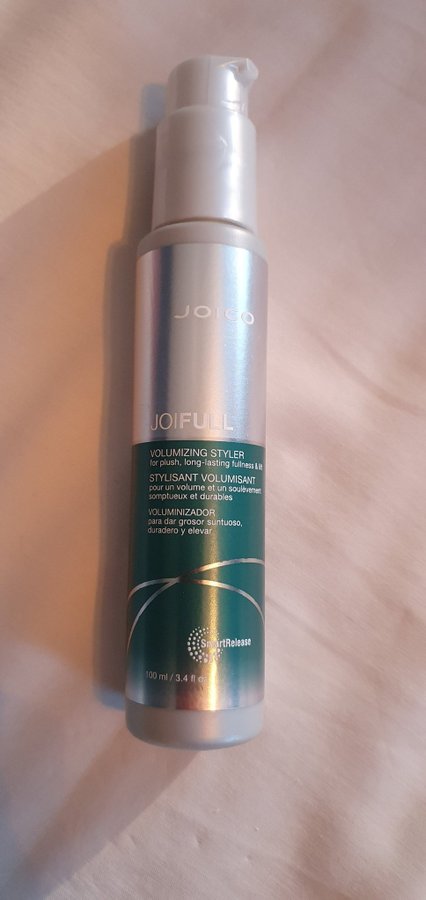 JOICO
JOIFULL
VOLUMIZING STYLER
for plush, long-lasting fullness & lift
STYLISANT VOLUMISANT
pour un volume et un soulèvement
somptueux et durables
VOLUMINIZADOR
para dar grosor suntuoso,
duradero y elevar
SmartRelease
100 ml / 3.4 fl oz